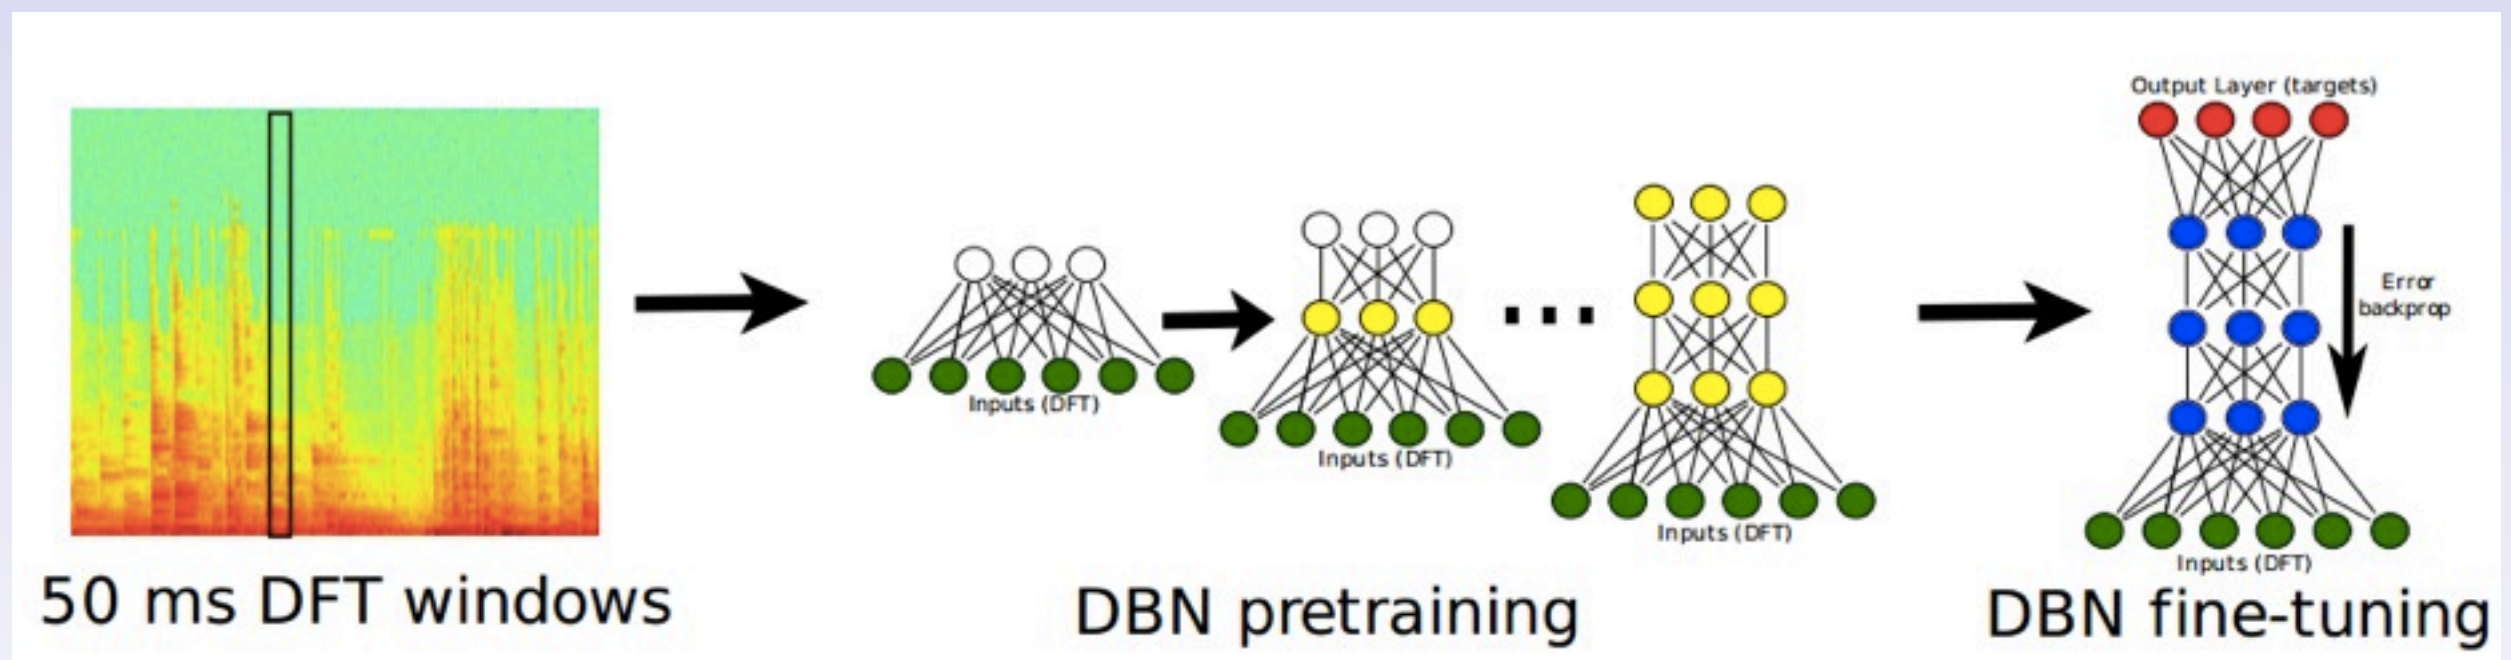 50 ms DFT windows
Inputs (DFT)
Inputs (DFT)
Inputs (DFT)
DBN pretraining
Output Layer (targets)
Error
backprop
Inputs (DFT)
DBN fine-tuning